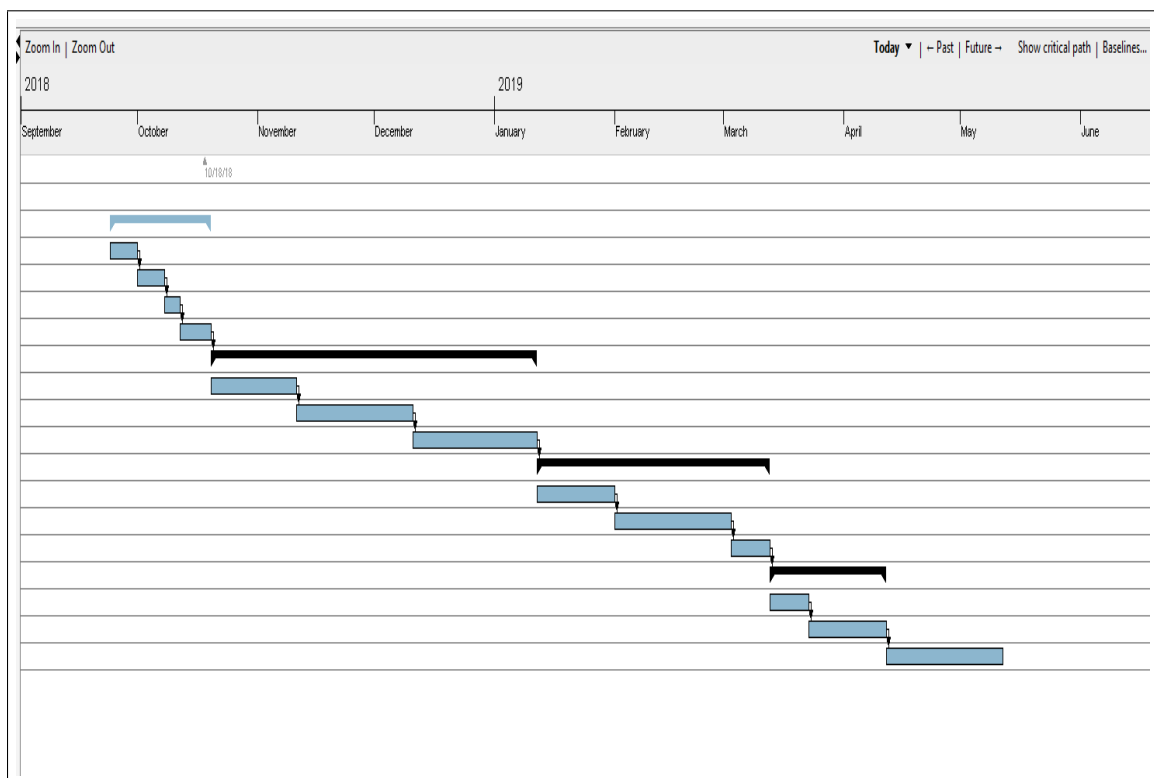 Zoom In | Zoom Out Today ▼ | ← Past | Future → Show critical path | Baselines...
2018 2019
September October November December January February March April May June
10/18/18